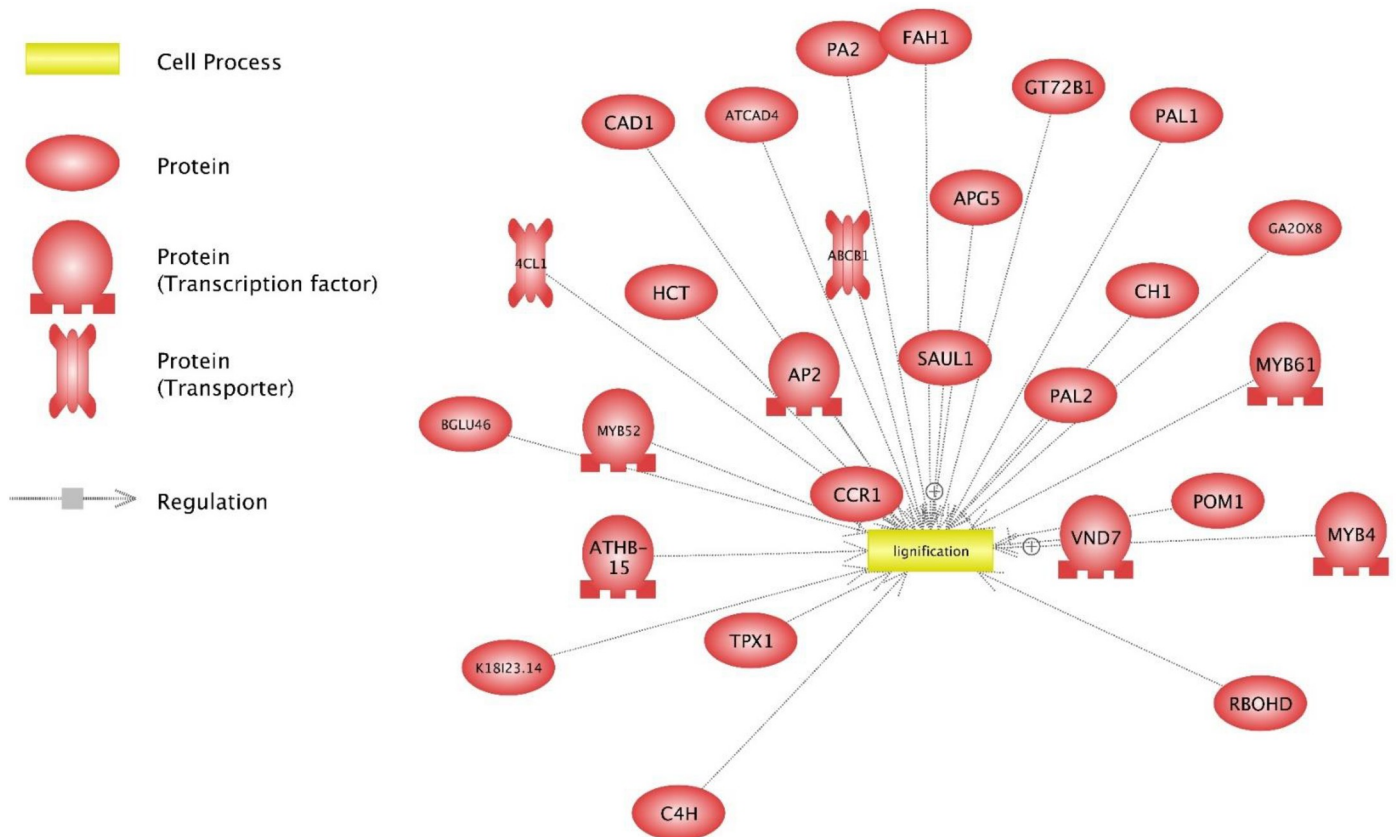 Cell Process
Protein
Protein
(Transcription factor)
Protein
(Transporter)
Regulation
PA2
FAH1
GT72B1
CAD1
ATCAD4
PAL1
APG5
GA2OX8
4CL1
ABCB1
HCT
CH1
SAUL1
AP2
MYB61
PAL2
BGLU46
MYB52
CCR1
POM1
VND7
MYB4
ATHB-
15
lignification
TPX1
K18I23.14
RBOHD
C4H